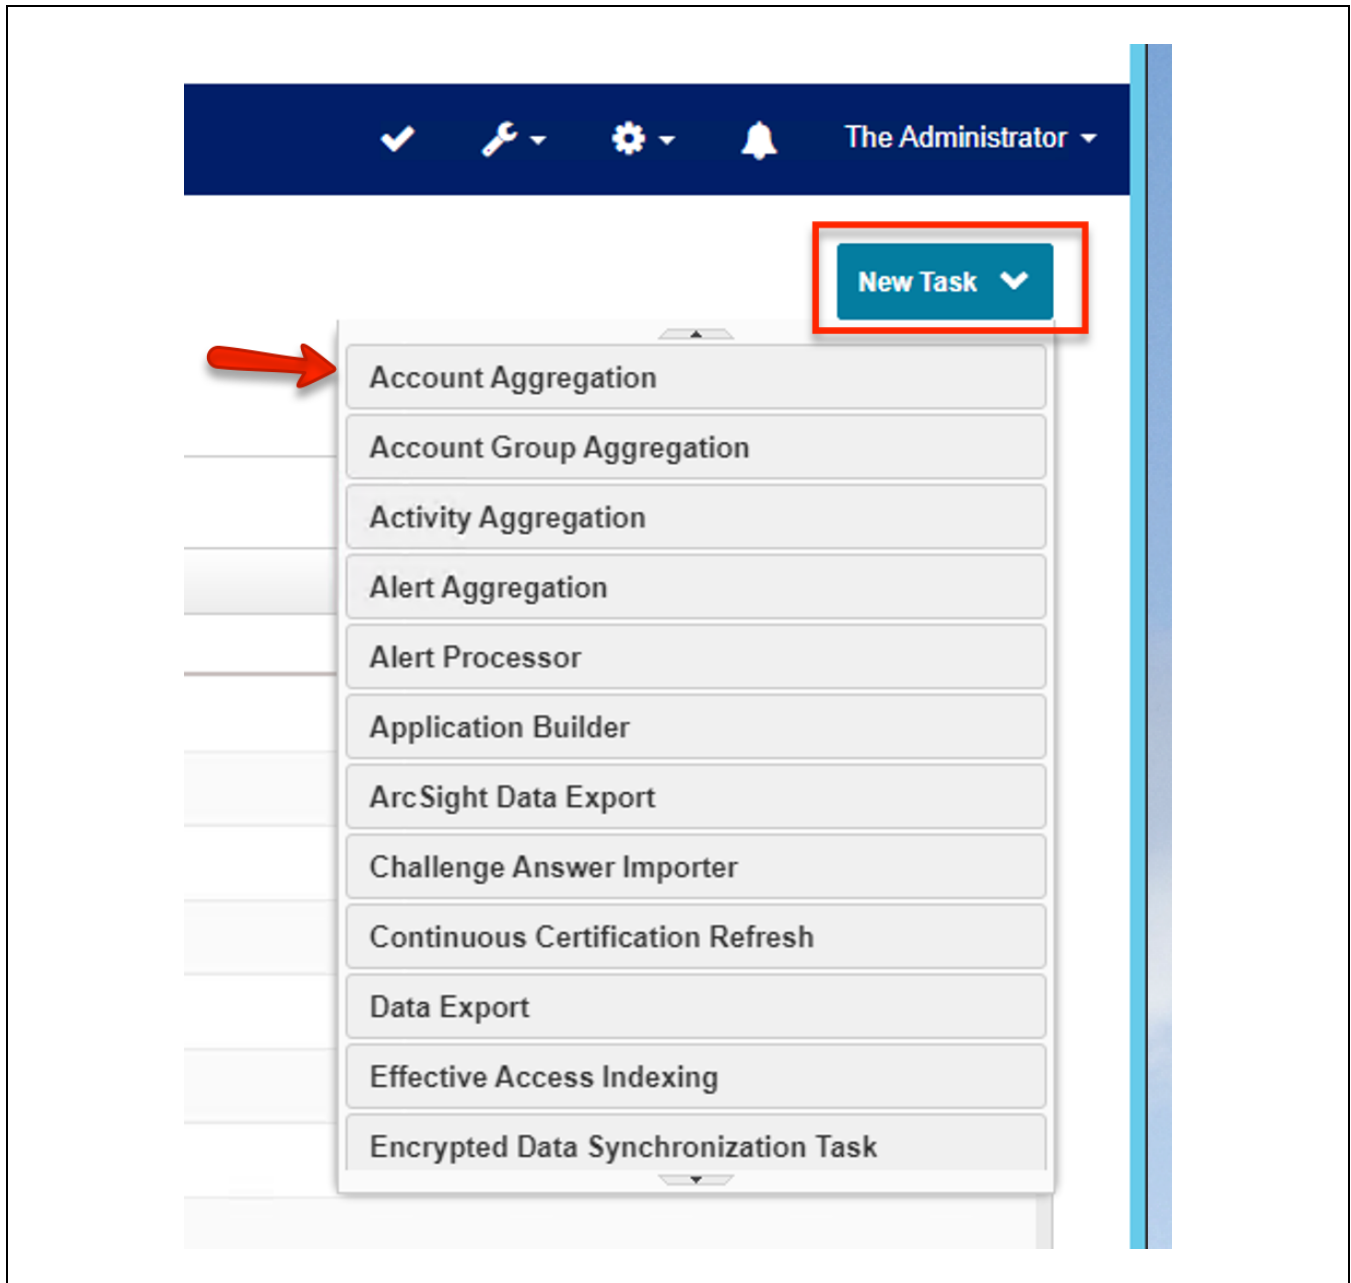 The Administrator
New Task
Account Aggregation
Account Group Aggregation
Activity Aggregation
Alert Aggregation
Alert Processor
Application Builder
ArcSight Data Export
Challenge Answer Importer
Continuous Certification Refresh
Data Export
Effective Access Indexing
Encrypted Data Synchronization Task